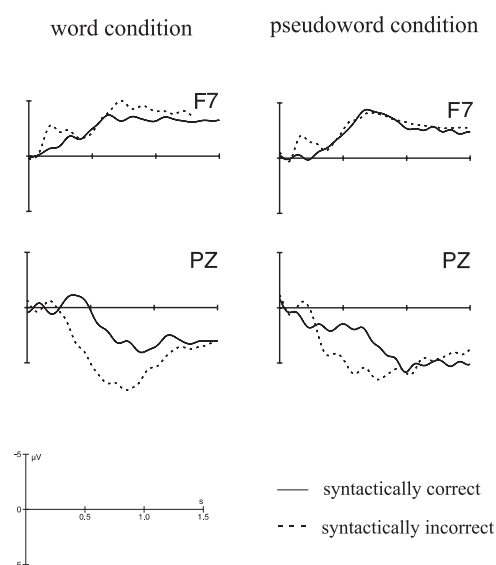 word condition
pseudoword condition
F7
F7
PZ
PZ
-5
µV
0
s
0.5
1.0
1.5
5
syntactically correct
syntactically incorrect